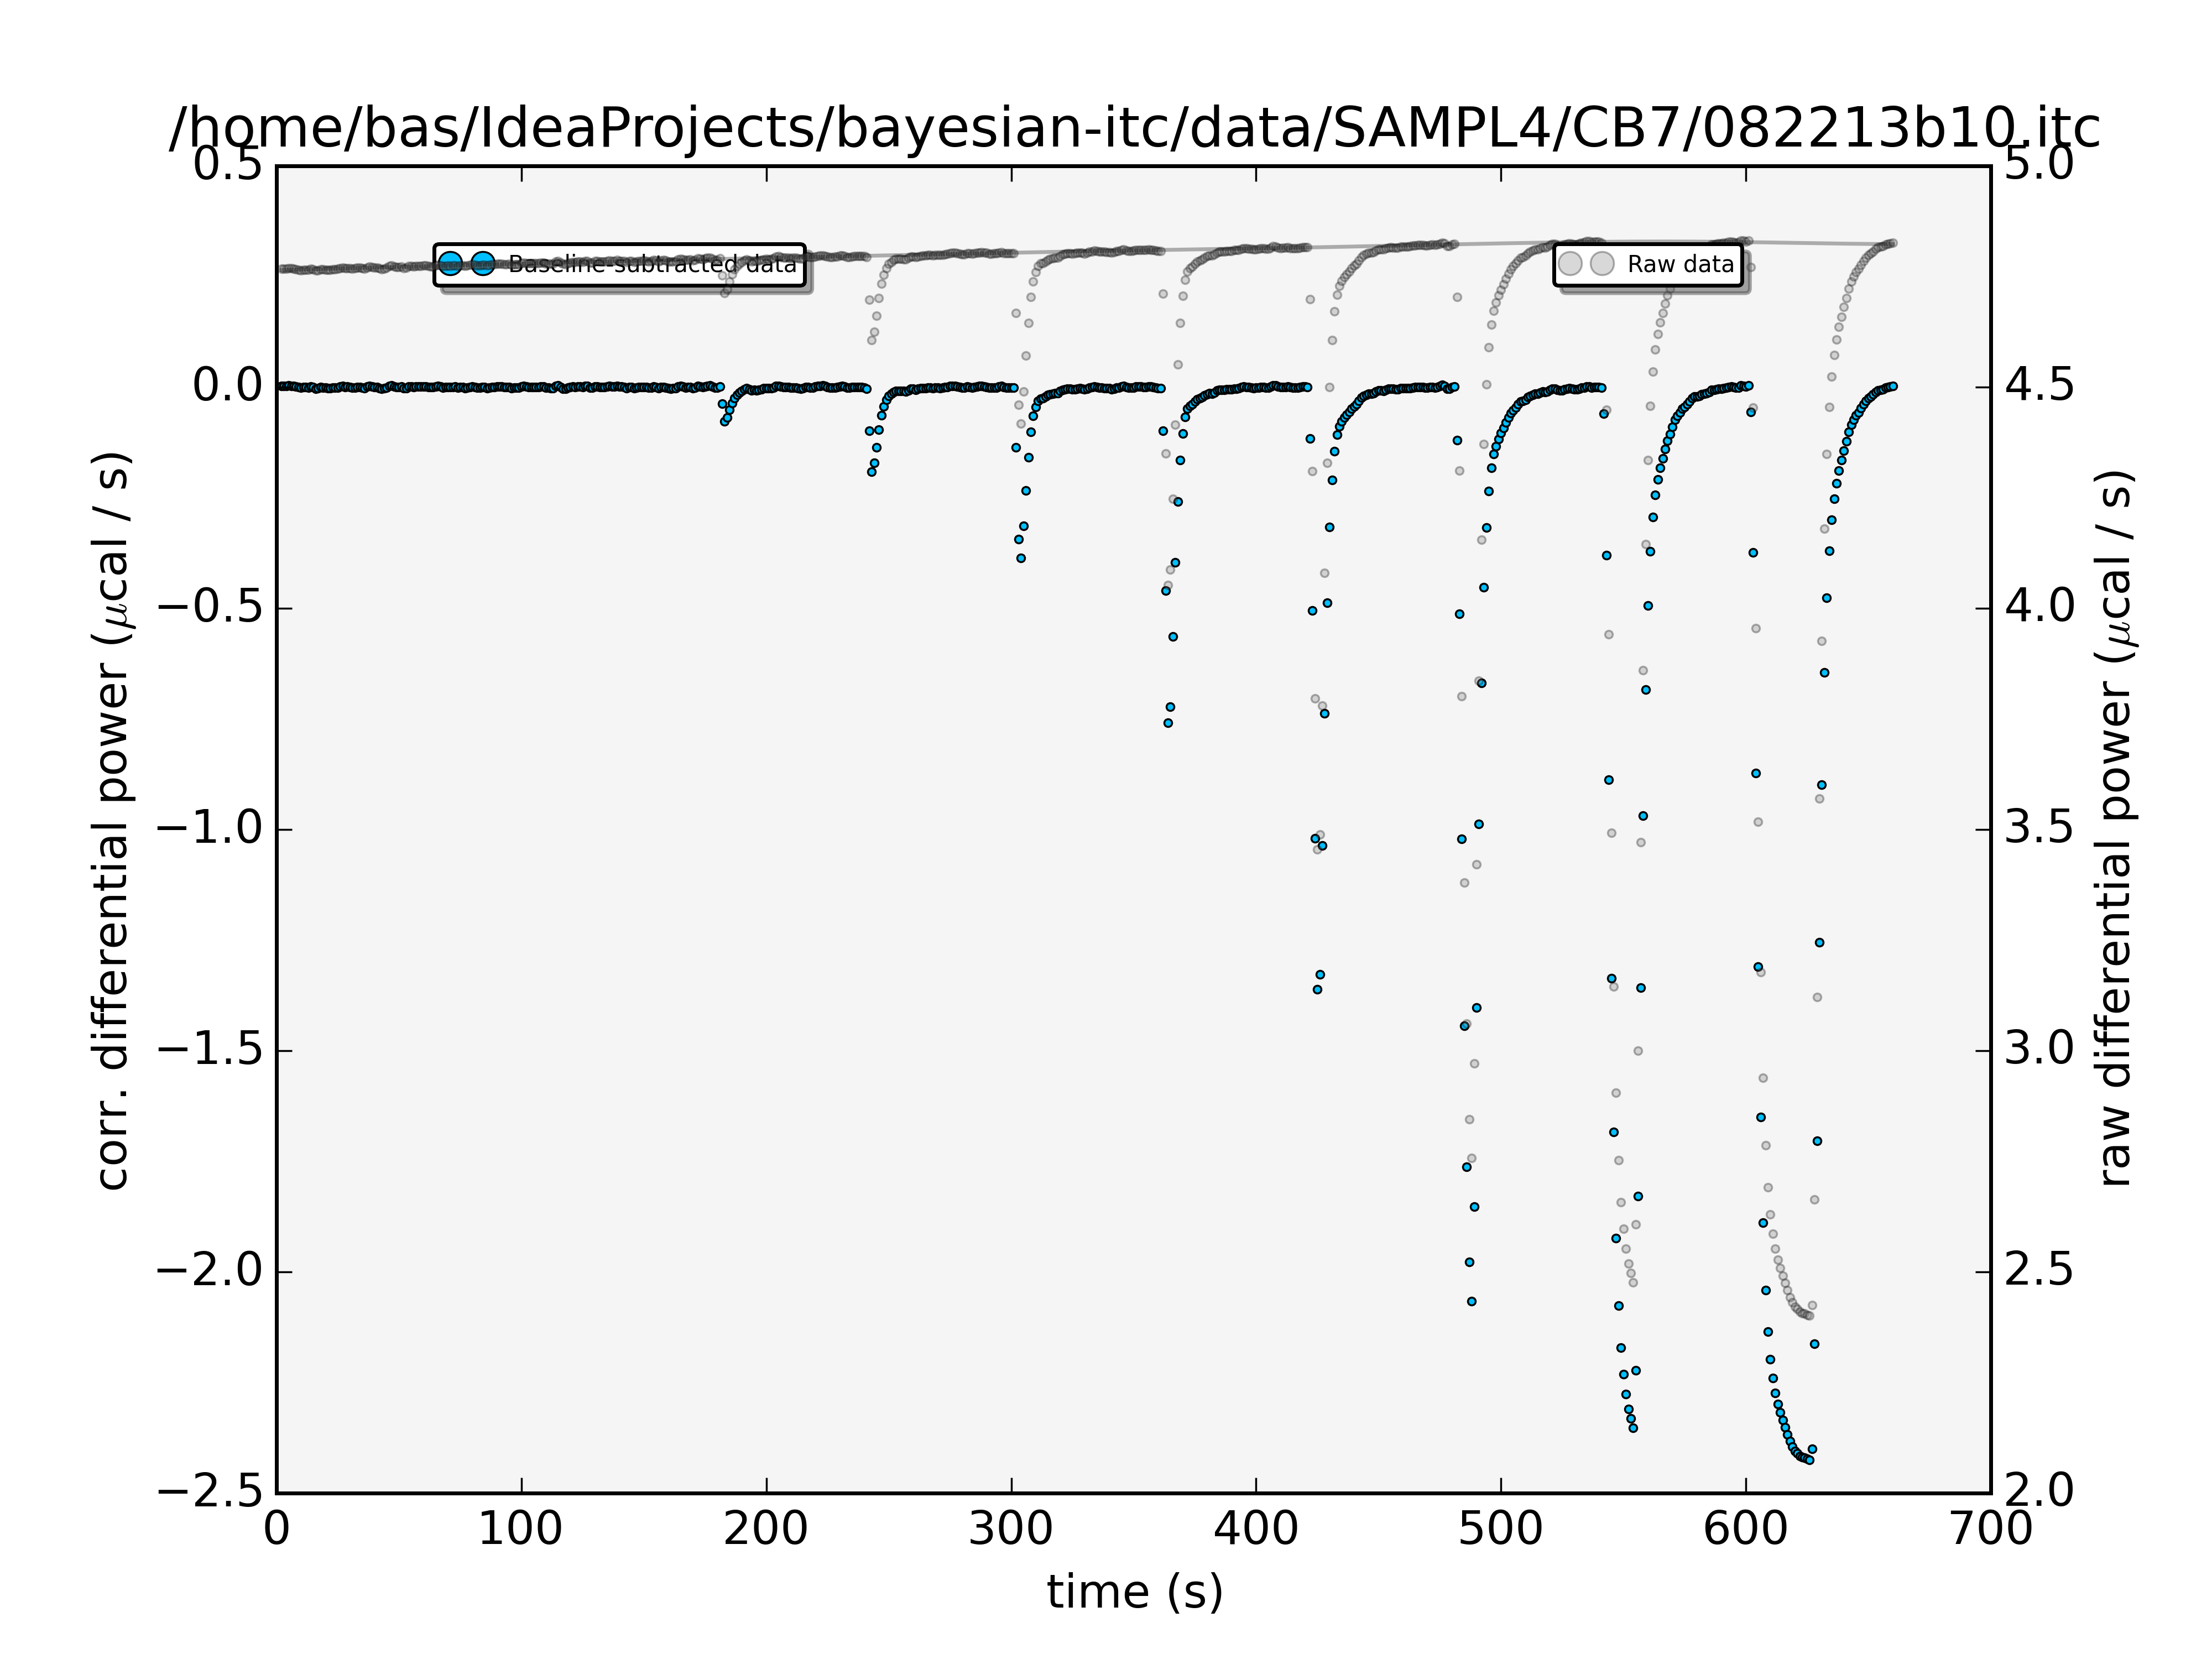 /home/bas/IdeaProjects/bayesian-itc/data/SAMPL4/CB7/082213b10.itc
0.5
0.0
−0.5
−1.0
−1.5
−2.0
−2.5
corr. differential power (μcal / s)
Baseline-subtracted data
Raw data
5.0
4.5
4.0
3.5
3.0
2.5
2.0
raw differential power (μcal / s)
0 100 200 300 400 500 600 700
time (s)